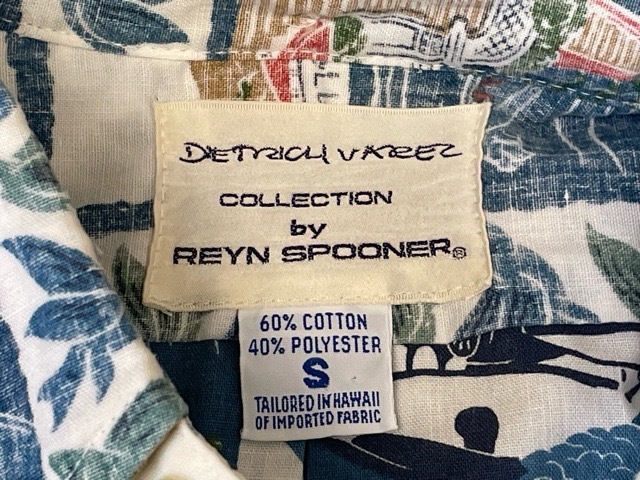 DIETRICH VAREZ
COLLECTION
by
REYN SPOONER®
60% COTTON
40% POLYESTER
S
TAILORED IN HAWAII
OF IMPORTED FABRIC